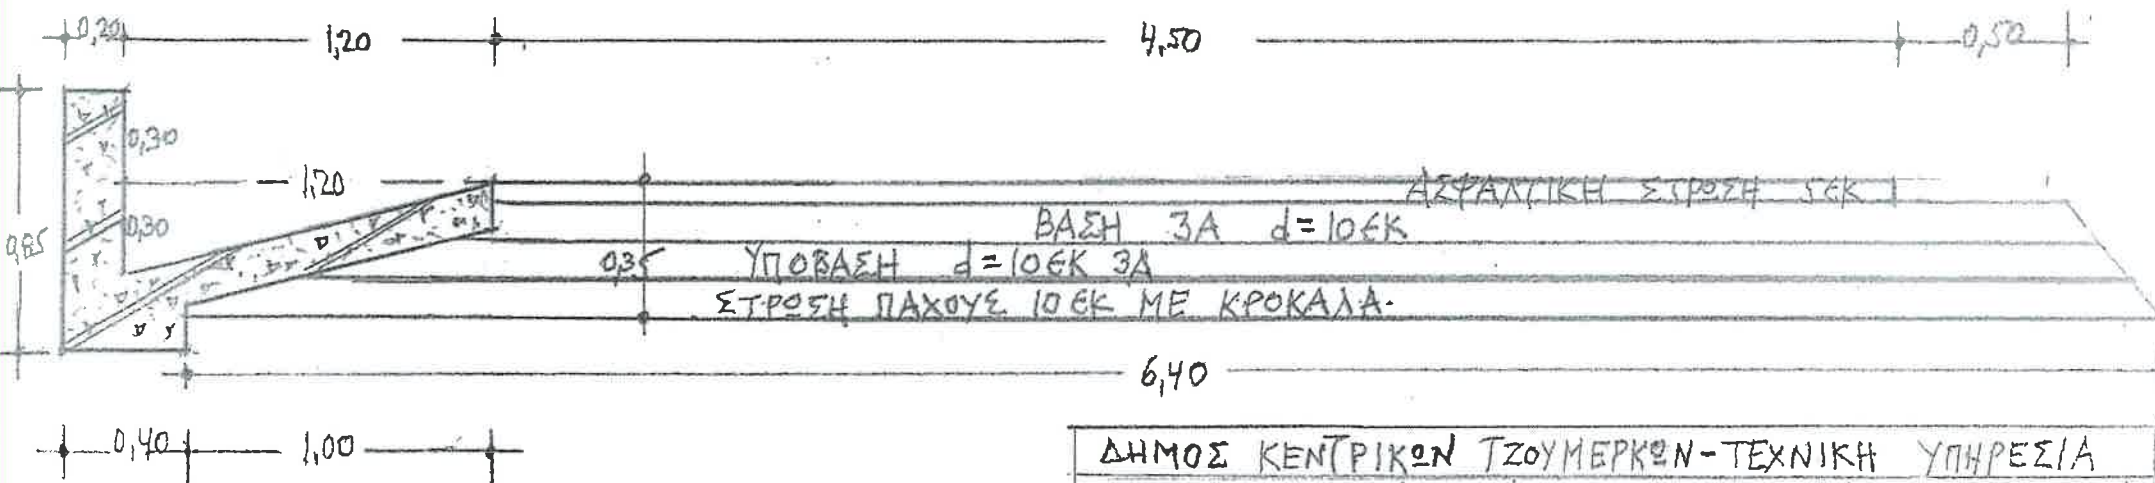 0,20 1,20 4,50 0,50
0,30
1,20
ΑΣΦΑΛΤΙΚΗ ΣΤΡΩΣΗ 5ΕΚ
0,30
0,85
ΒΑΣΗ 3Α d=10ΕΚ
0,35 ΥΠΟΒΑΣΗ d=10ΕΚ 3Α
ΣΤΡΩΣΗ ΠΑΧΟΥΣ 10ΕΚ ΜΕ ΚΡΟΚΑΛΑ.
6,40
0,40 1,00
ΔΗΜΟΣ ΚΕΝΤΡΙΚΩΝ ΤΖΟΥΜΕΡΚΩΝ-ΤΕΧΝΙΚΗ ΥΠΗΡΕΣΙΑ